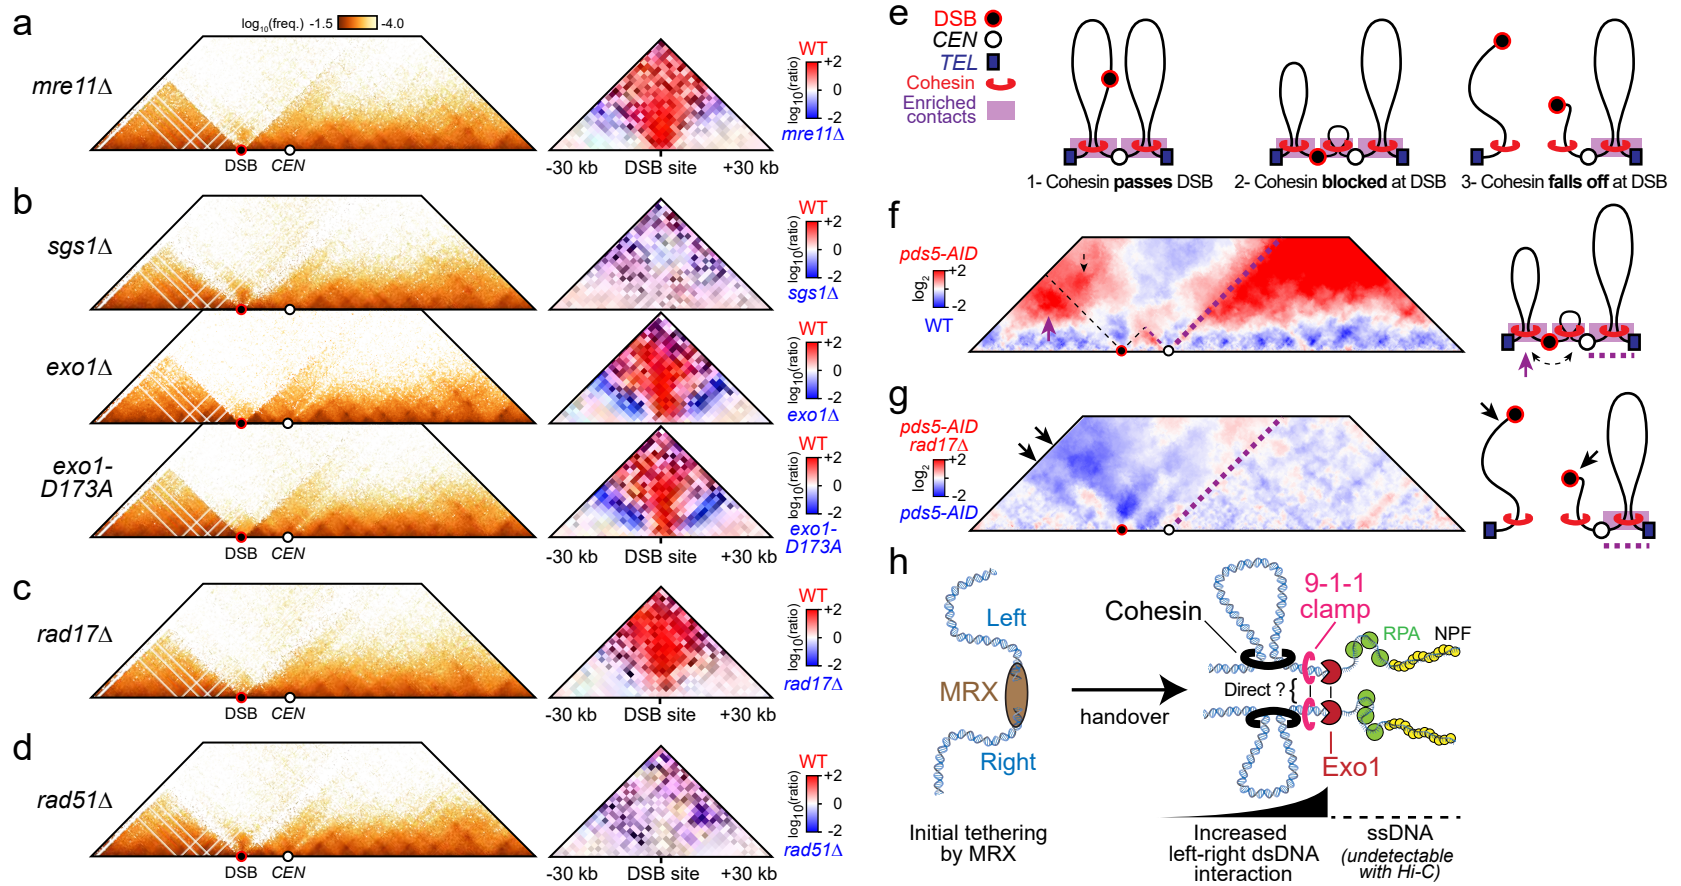 a
log10(freq.) -1.5 -4.0
mre11Δ
DSB CEN
WT
+2
0
-2
log10(ratio)
mre11Δ
-30 kb DSB site +30 kb
b
sgs1Δ
WT
+2
0
-2
log10(ratio)
sgs1Δ
exo1Δ
WT
+2
0
-2
log10(ratio)
exo1Δ
exo1-
D173A
DSB CEN
WT
+2
0
-2
log10(ratio)
exo1-
D173A
-30 kb DSB site +30 kb
c
rad17Δ
DSB CEN
WT
+2
0
-2
log10(ratio)
rad17Δ
-30 kb DSB site +30 kb
d
rad51Δ
DSB CEN
WT
+2
0
-2
log10(ratio)
rad51Δ
-30 kb DSB site +30 kb
e
DSB
CEN
TEL
Cohesin
Enriched
contacts
1- Cohesin passes DSB
2- Cohesin blocked at DSB
3- Cohesin falls off at DSB
f
pds5-AID
+2
-2
log2
WT
g
pds5-AID
rad17Δ
+2
-2
log2
pds5-AID
h
Left
MRX
Right
Initial tethering
by MRX
handover
Cohesin
9-1-1
clamp
RPA NPF
Direct ? {
Exo1
Increased
left-right dsDNA
interaction
ssDNA
(undetectable
with Hi-C)